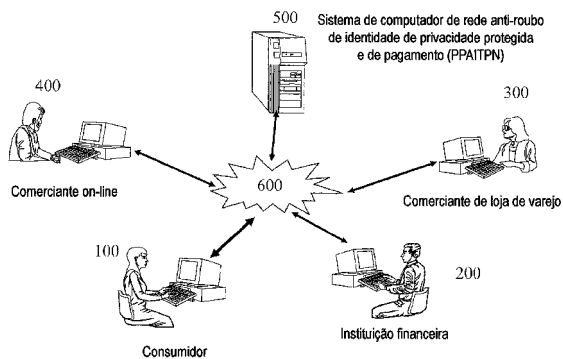 500
Sistema de computador de rede anti-roubo
de identidade de privacidade protegida
e de pagamento (PPAITPN)
400
300
600
Comerciante on-line
Comerciante de loja de varejo
100
200
Consumidor
Instituição financeira